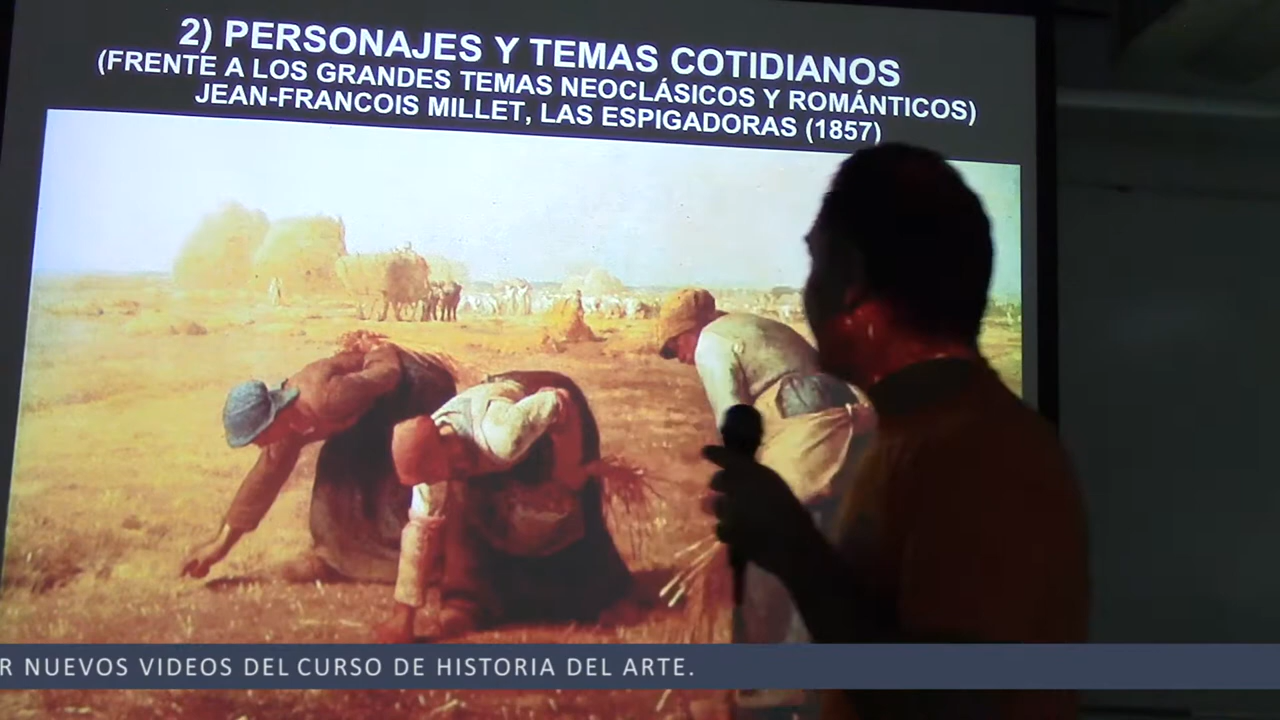 2) PERSONAJES Y TEMAS COTIDIANOS
(FRENTE A LOS GRANDES TEMAS NEOCLÁSICOS Y ROMÁNTICOS)
JEAN-FRANCOIS MILLET, LAS ESPIGADORAS (1857)
R NUEVOS VIDEOS DEL CURSO DE HISTORIA DEL ARTE.